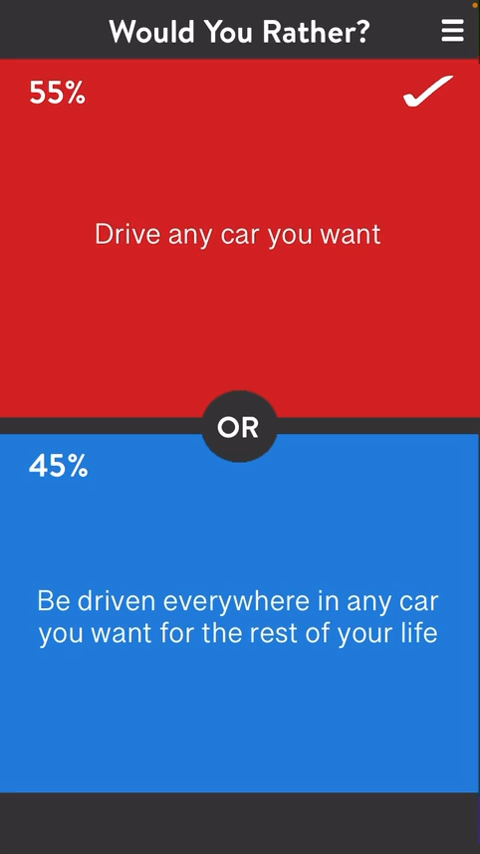 Would You Rather?
55%
Drive any car you want
OR
45%
Be driven everywhere in any car
you want for the rest of your life